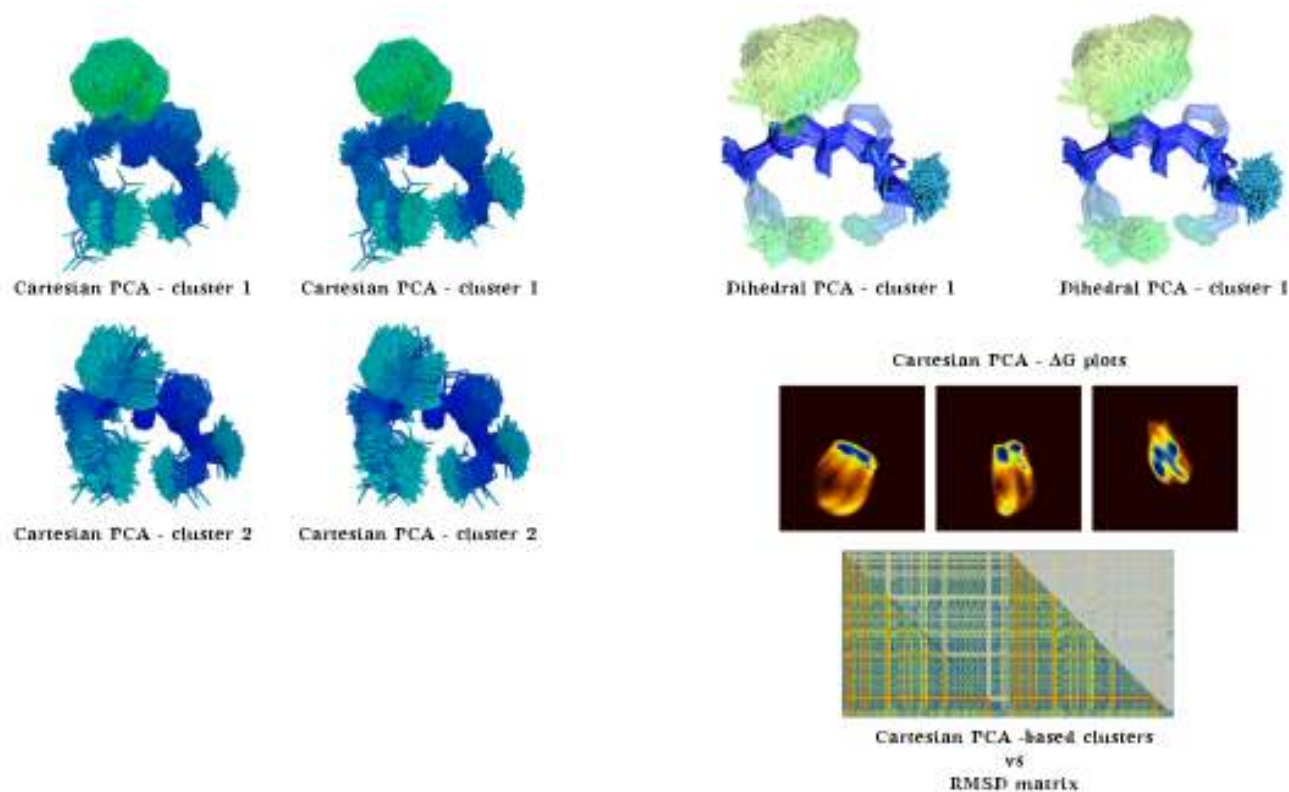 Cartesian PCA - cluster 1
Cartesian PCA - cluster 1
Dihedral PCA - cluster 1
Dihedral PCA - cluster 1
Cartesian PCA - cluster 2
Cartesian PCA - cluster 2
Cartesian PCA - ΔG plots
Cartesian PCA -based clusters
vs
RMSD matrix